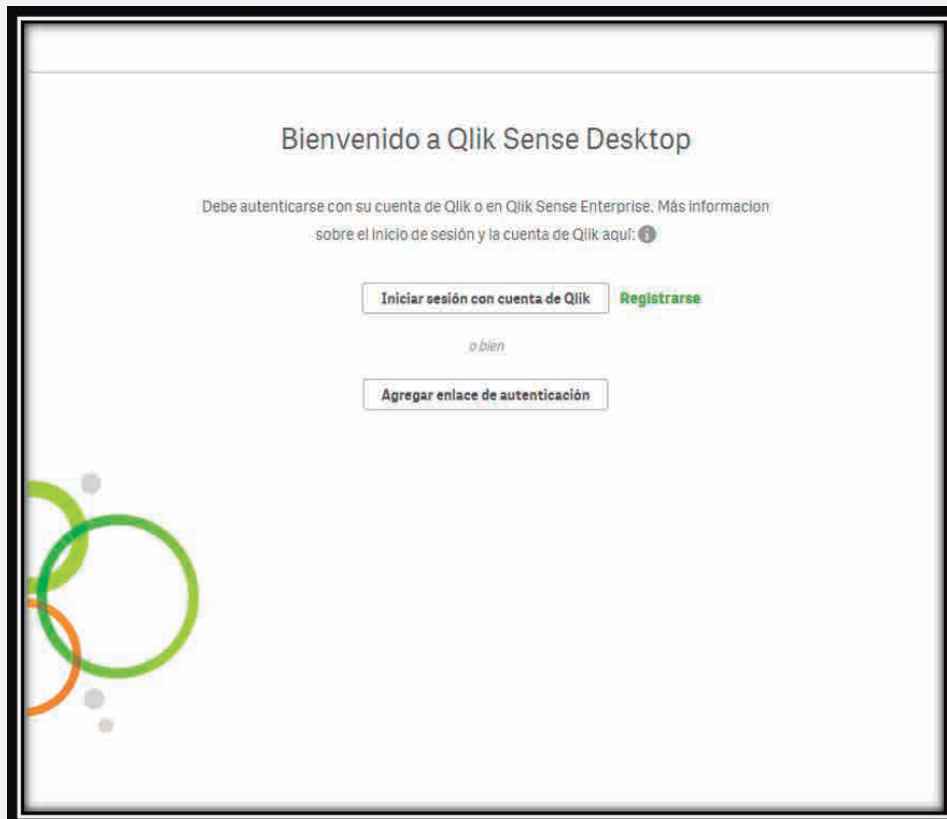 Bienvenido a Qlik Sense Desktop
Debe autenticarse con su cuenta de Qlik o en Qlik Sense Enterprise. Más informacion
sobre el inicio de sesión y la cuenta de Qlik aquí: i
Iniciar sesión con cuenta de Qlik Registrarse
o bien
Agregar enlace de autenticación